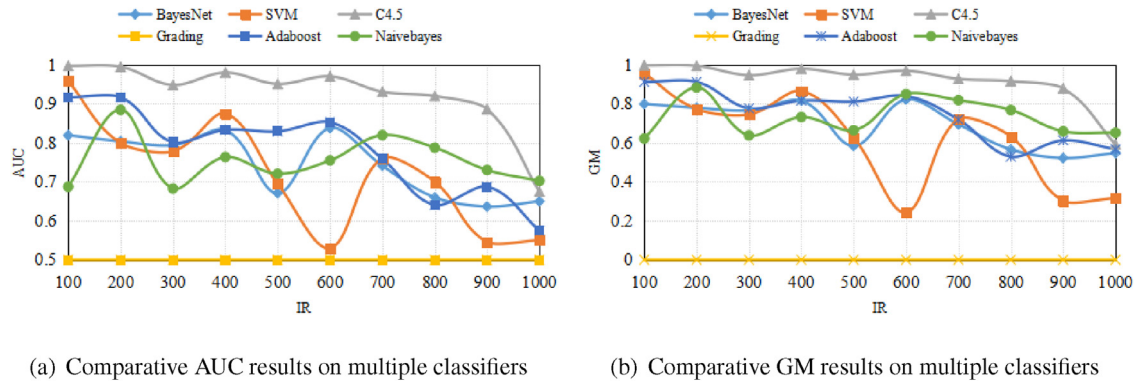 BayesNet SVM C4.5
Grading Adaboost Naivebayes
1
0.9
0.8
0.7
0.6
0.5
AUC
100 200 300 400 500 600 700 800 900 1000
IR
(a) Comparative AUC results on multiple classifiers
BayesNet SVM C4.5
Grading Adaboost Naivebayes
1
0.8
0.6
0.4
0.2
0
GM
100 200 300 400 500 600 700 800 900 1000
IR
(b) Comparative GM results on multiple classifiers